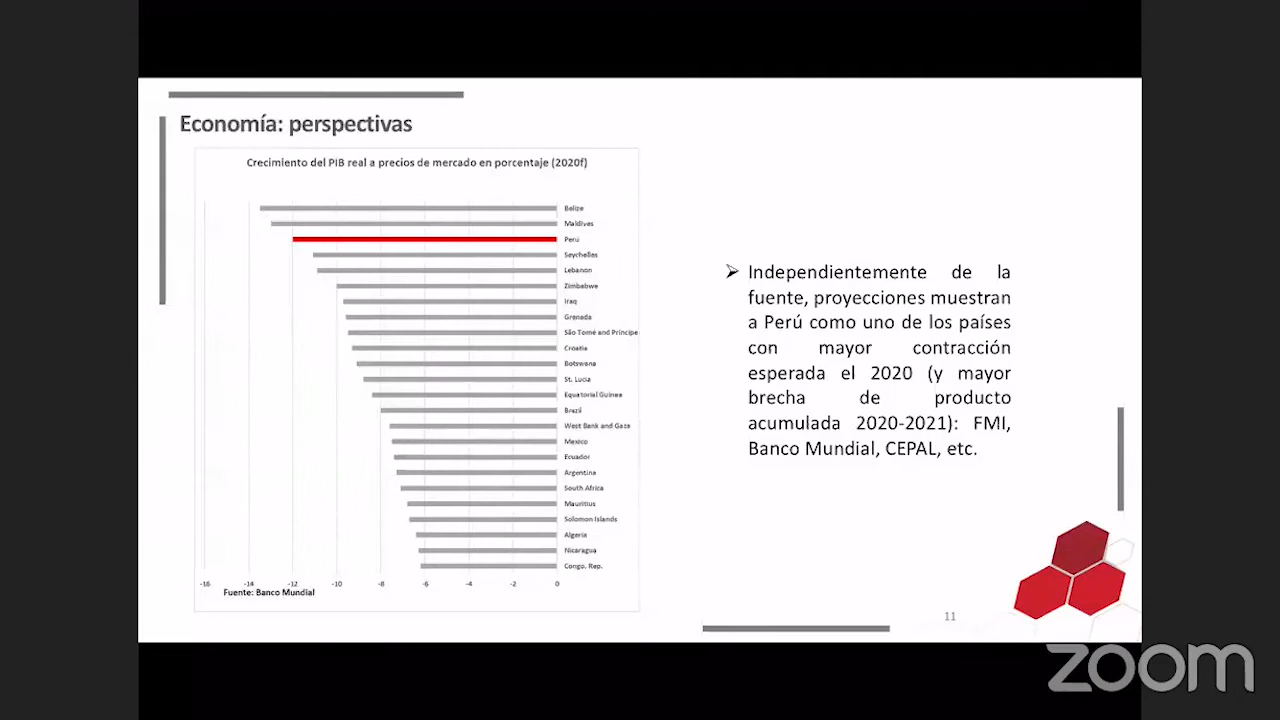 Economía: perspectivas
Crecimiento del PIB real a precios de mercado en porcentaje (2020f)
Belize
Maldives
Perú
Seychelles
Lebanon
Zimbabwe
Iraq
Grenada
São Tomé and Principe
Croatia
Botswana
St. Lucia
Equatorial Guinea
Brazil
West Bank and Gaza
Mexico
Ecuador
Argentina
South Africa
Mauritius
Solomon Islands
Algeria
Nicaragua
Congo. Rep.
-16 -14 -12 -10 -8 -6 -4 -2 0
Fuente: Banco Mundial
➢ Independientemente de la
fuente, proyecciones muestran
a Perú como uno de los países
con mayor contracción
esperada el 2020 (y mayor
brecha de producto
acumulada 2020-2021): FMI,
Banco Mundial, CEPAL, etc.
11
zoom